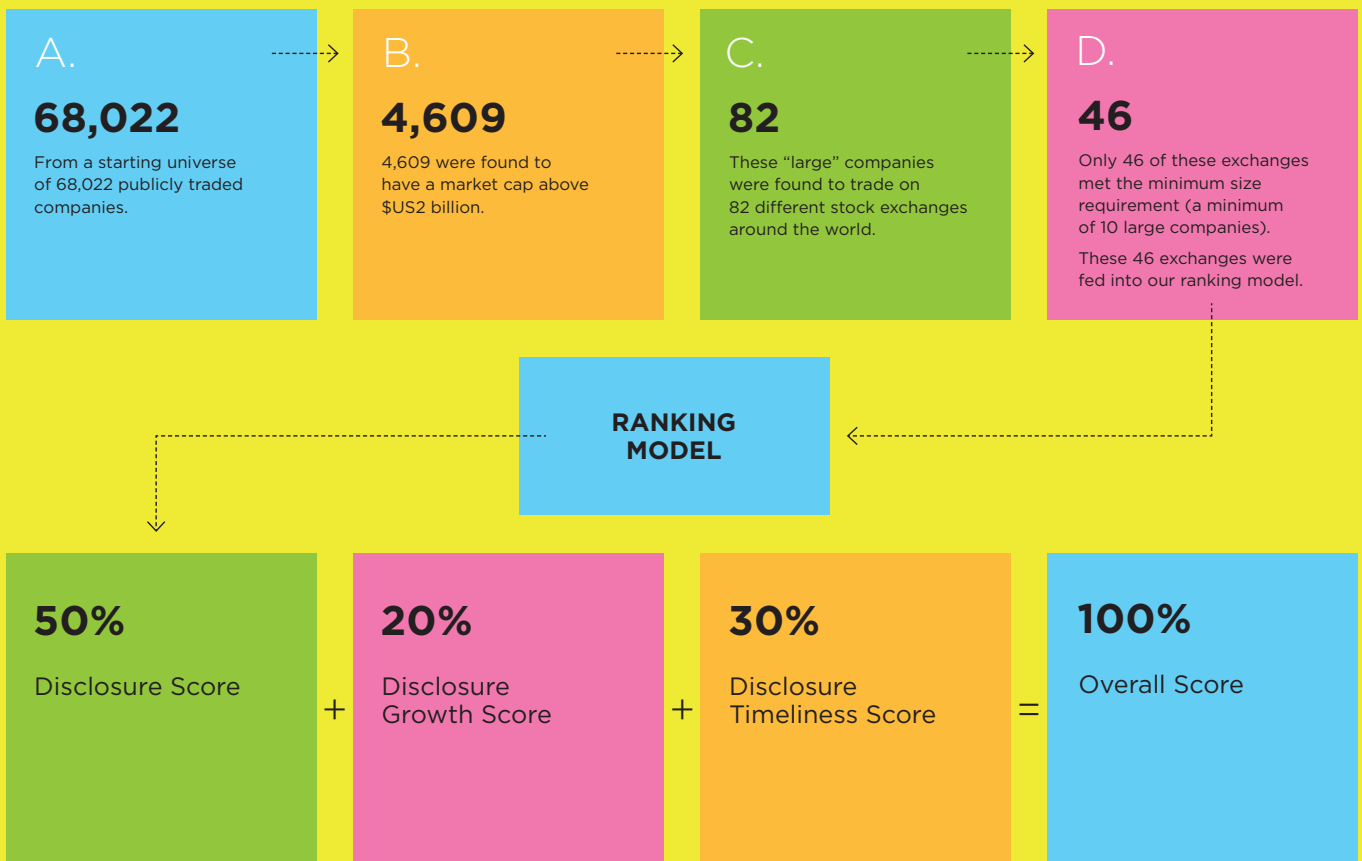 A.
68,022
From a starting universe
of 68,022 publicly traded
companies.
B.
4,609
4,609 were found to
have a market cap above
$US2 billion.
C.
82
These “large” companies
were found to trade on
82 different stock exchanges
around the world.
D.
46
Only 46 of these exchanges
met the minimum size
requirement (a minimum
of 10 large companies).
These 46 exchanges were
fed into our ranking model.
RANKING
MODEL
50%
Disclosure Score
+
20%
Disclosure
Growth Score
+
30%
Disclosure
Timeliness Score
=
100%
Overall Score